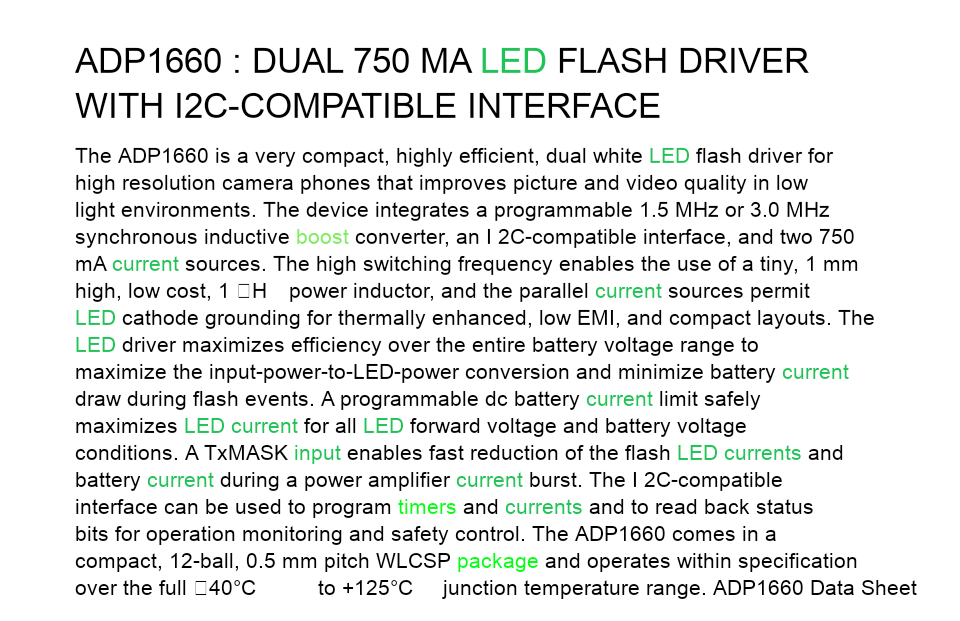 ADP1660 : DUAL 750 MA LED FLASH DRIVER
WITH I2C-COMPATIBLE INTERFACE
The ADP1660 is a very compact, highly efficient, dual white LED flash driver for
high resolution camera phones that improves picture and video quality in low
light environments. The device integrates a programmable 1.5 MHz or 3.0 MHz
synchronous inductive boost converter, an I 2C-compatible interface, and two 750
mA current sources. The high switching frequency enables the use of a tiny, 1 mm
high, low cost, 1 □H power inductor, and the parallel current sources permit
LED cathode grounding for thermally enhanced, low EMI, and compact layouts. The
LED driver maximizes efficiency over the entire battery voltage range to
maximize the input-power-to-LED-power conversion and minimize battery current
draw during flash events. A programmable dc battery current limit safely
maximizes LED current for all LED forward voltage and battery voltage
conditions. A TxMASK input enables fast reduction of the flash LED currents and
battery current during a power amplifier current burst. The I 2C-compatible
interface can be used to program timers and currents and to read back status
bits for operation monitoring and safety control. The ADP1660 comes in a
compact, 12-ball, 0.5 mm pitch WLCSP package and operates within specification
over the full □40°C to +125°C junction temperature range. ADP1660 Data Sheet